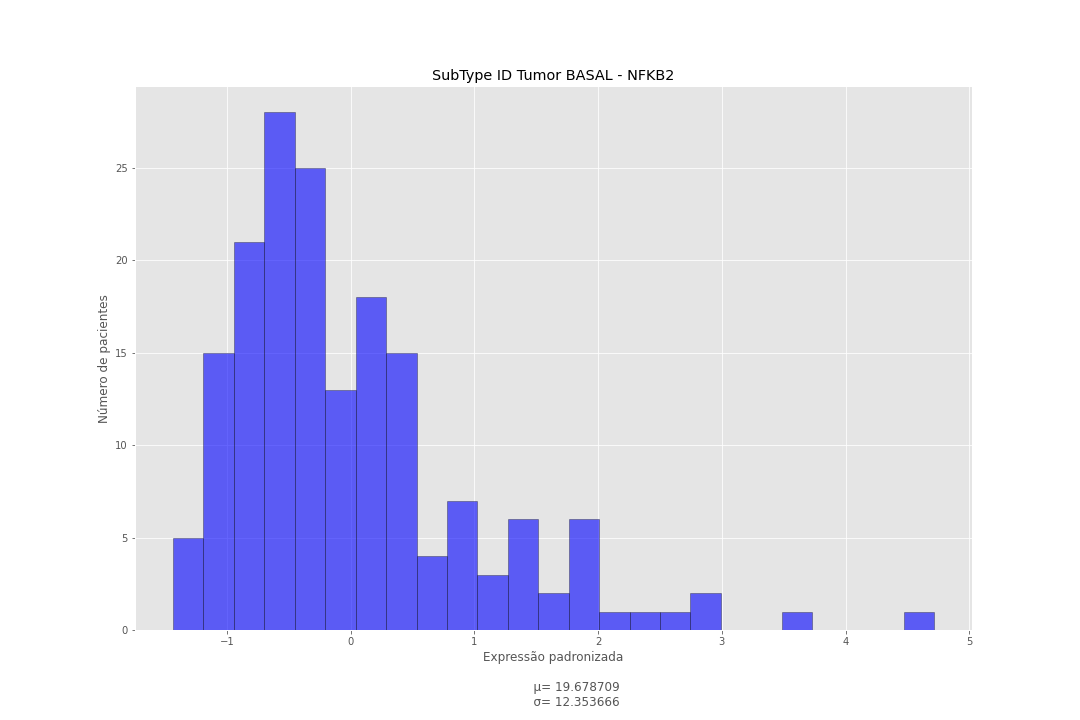 SubType ID Tumor BASAL - NFKB2
Número de pacientes
25
20
15
10
5
0
−1
0
1
2
3
4
5
Expressão padronizada
μ= 19.678709
σ= 12.353666